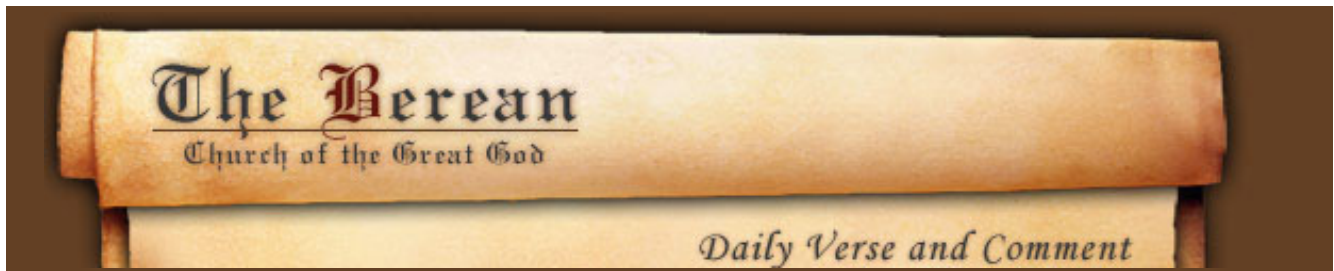 The Berean
Church of the Great God
Daily Verse and Comment